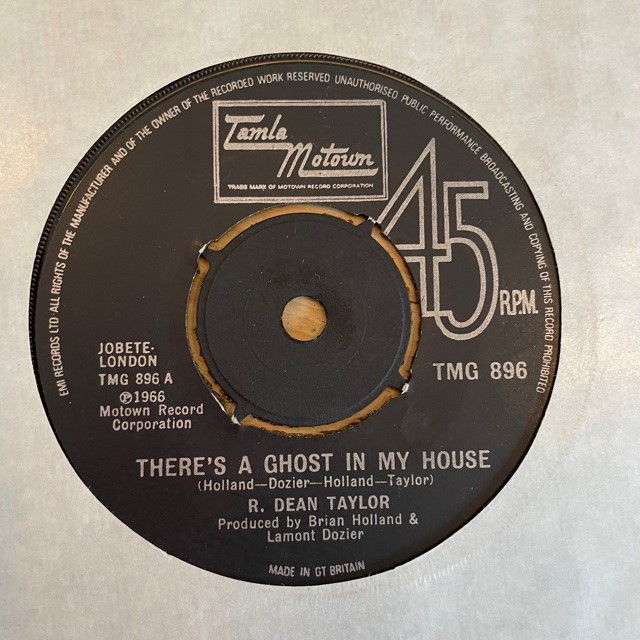 EMI RECORDS LTD ALL RIGHTS OF THE MANUFACTURER AND OF THE OWNER OF THE RECORDED WORK RESERVED UNAUTHORISED PUBLIC PERFORMANCE BROADCASTING AND COPYING OF THIS RECORD PROHIBITED
Tamla
Motown
TRADE MARK OF MOTOWN RECORD CORPORATION
45
R.P.M.
JOBETE-
LONDON
TMG 896 A
Ⓟ1966
Motown Record
Corporation
TMG 896
THERE'S A GHOST IN MY HOUSE
(Holland—Dozier—Holland—Taylor)
R. DEAN TAYLOR
Produced by Brian Holland &
Lamont Dozier
MADE IN GT BRITAIN